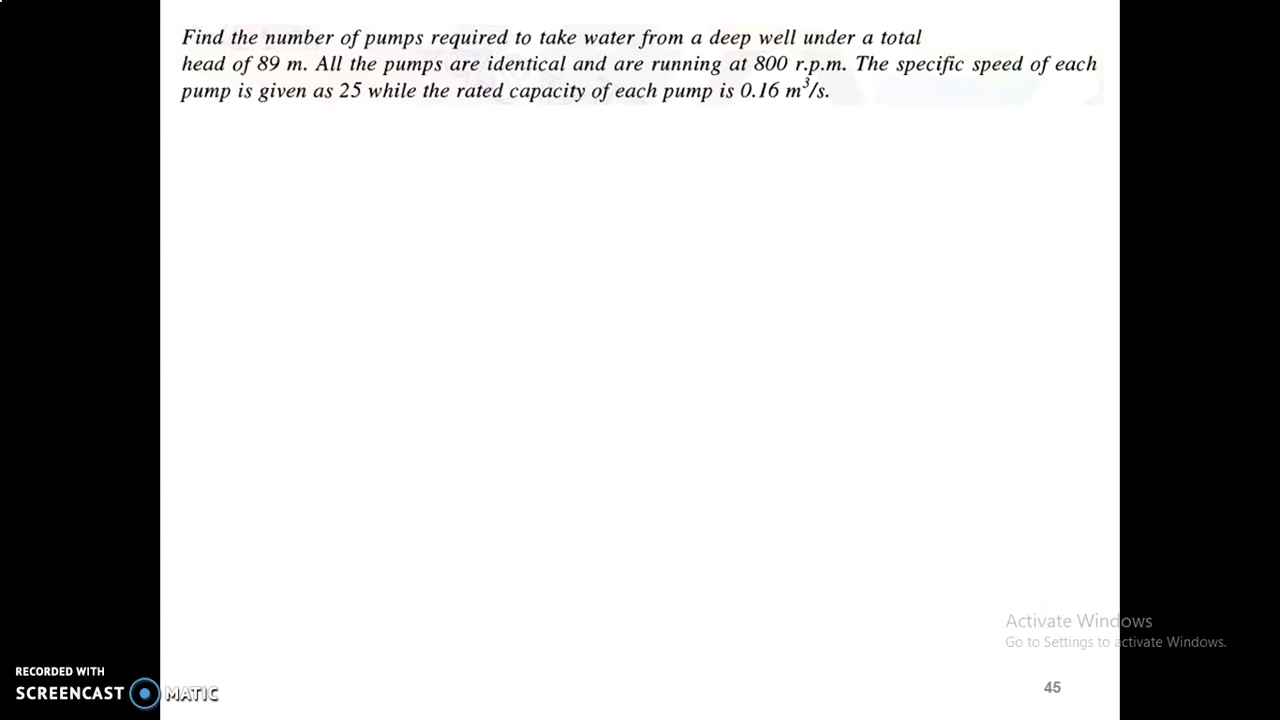 Find the number of pumps required to take water from a deep well under a total
head of 89 m. All the pumps are identical and are running at 800 r.p.m. The specific speed of each
pump is given as 25 while the rated capacity of each pump is 0.16 m³/s.
Activate Windows
Go to Settings to activate Windows.
RECORDED WITH
SCREENCAST MATIC
45